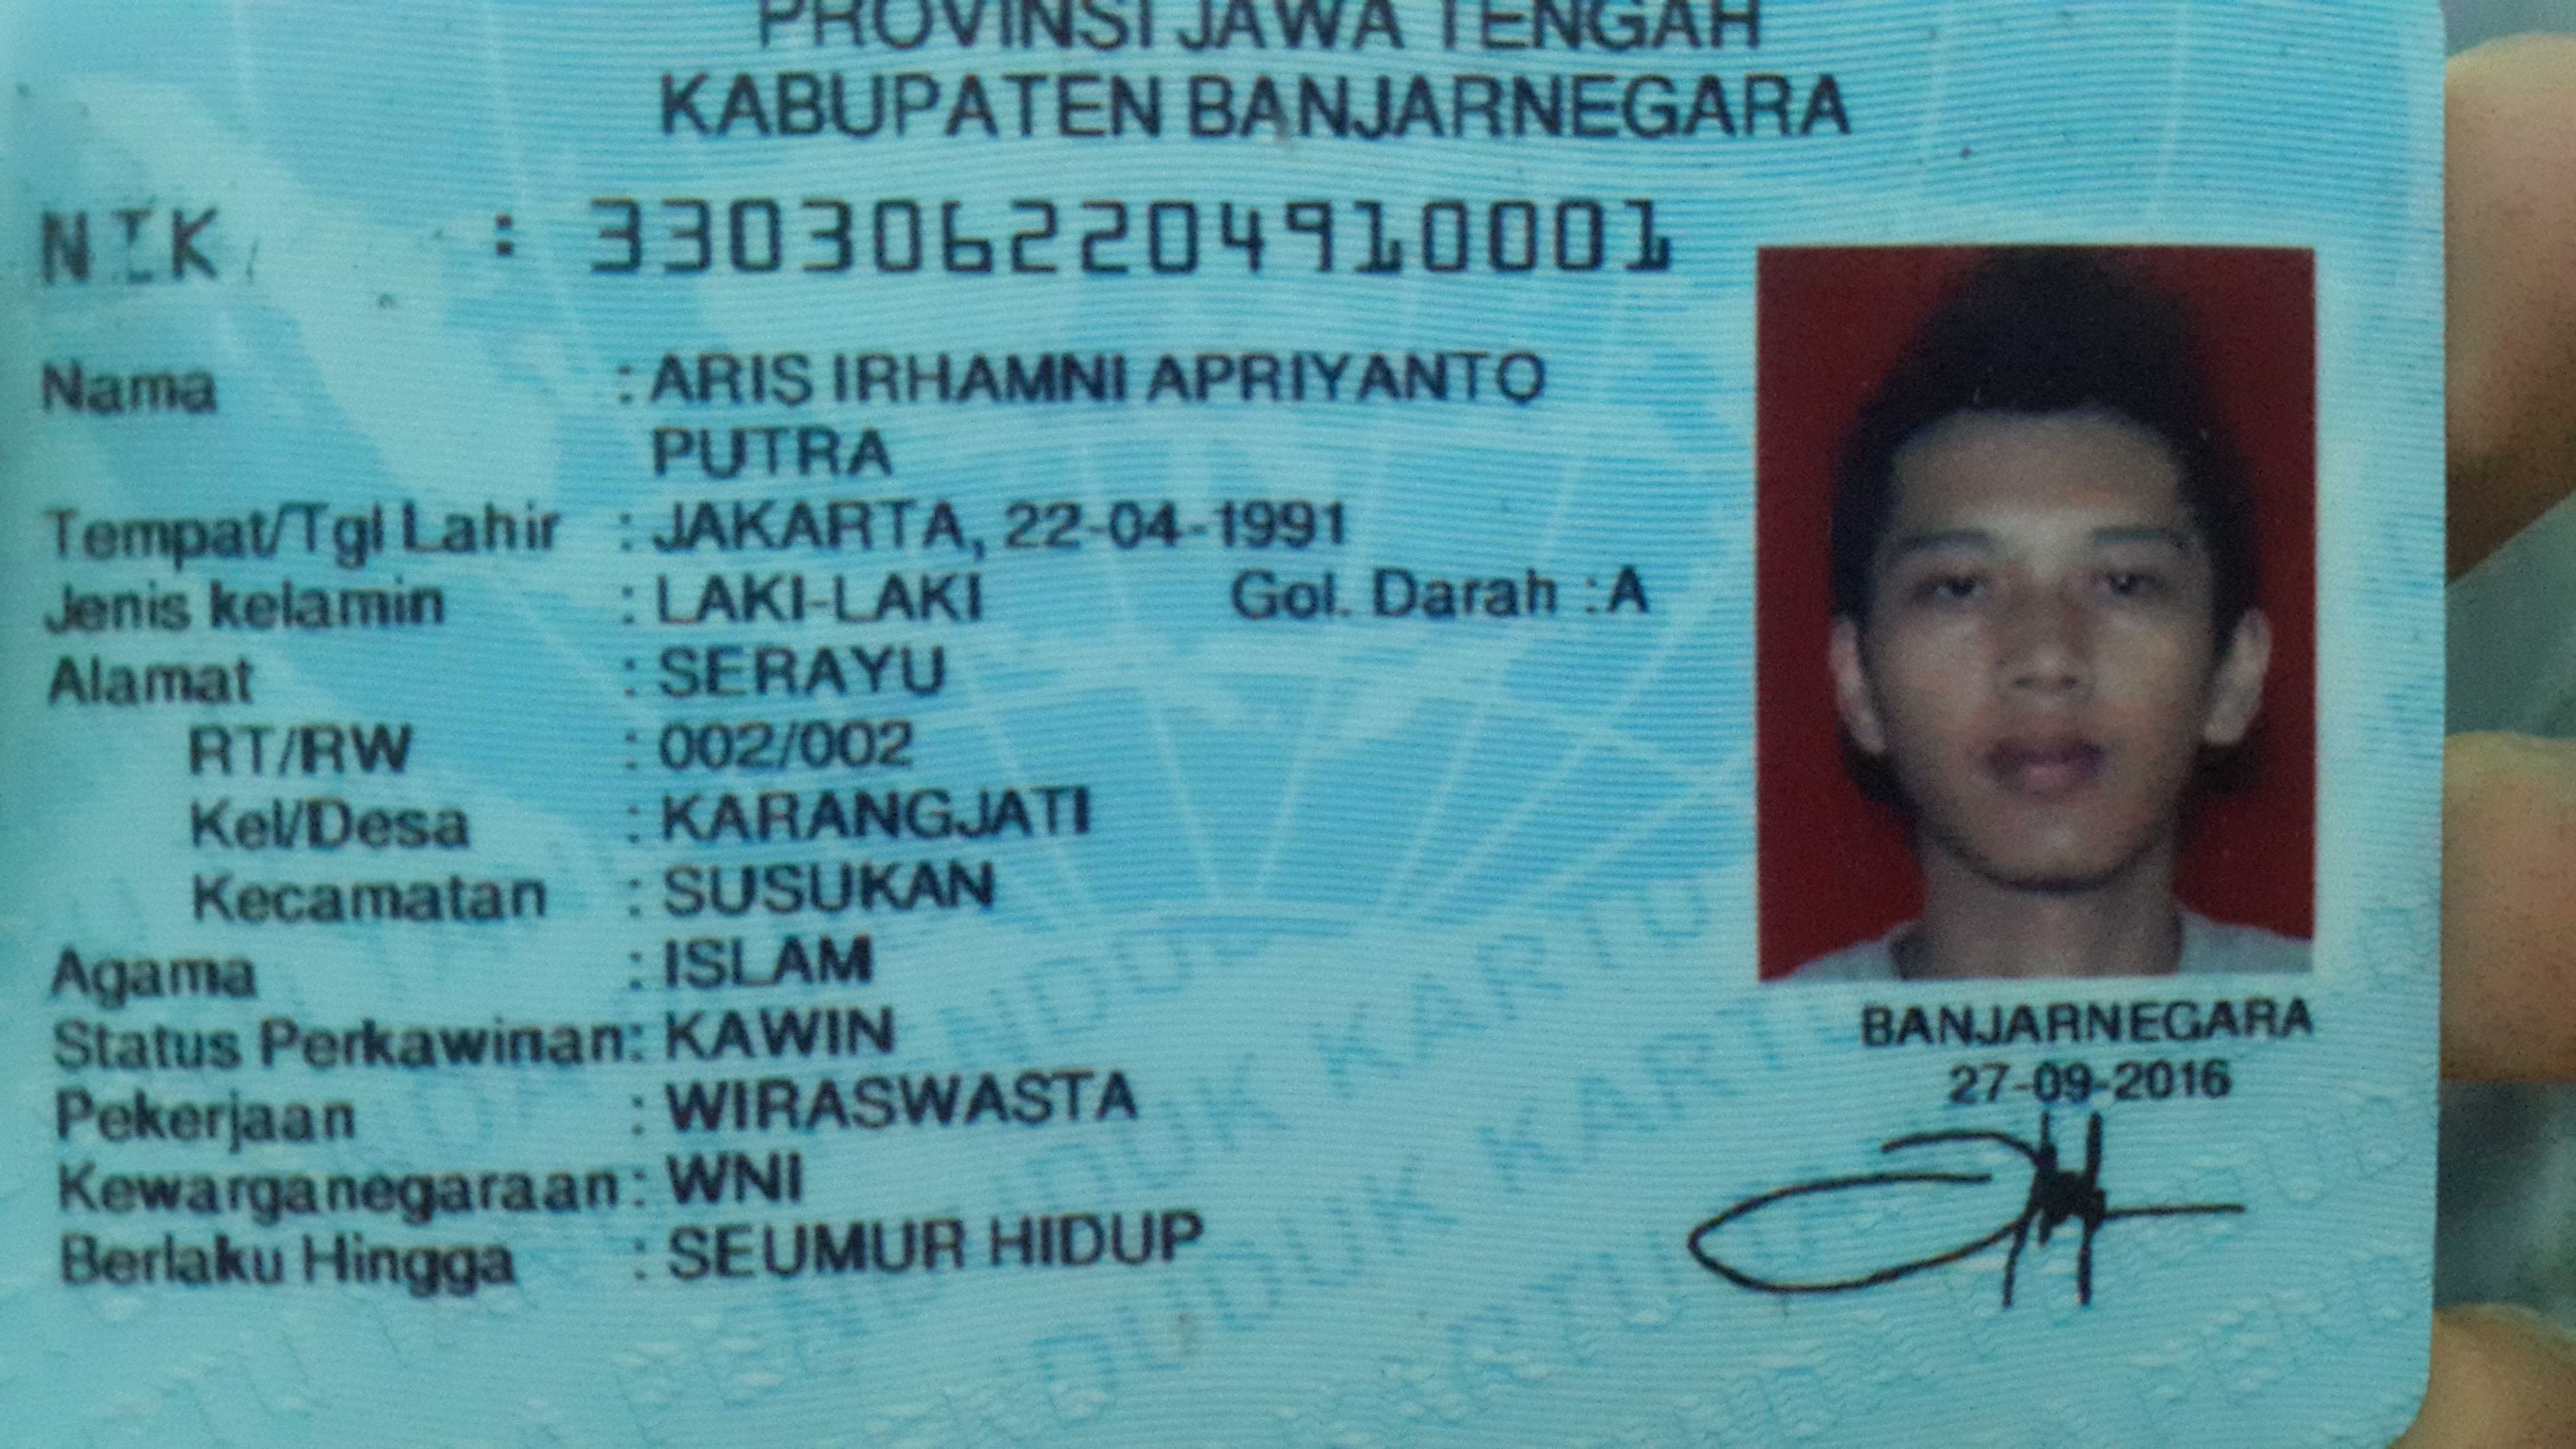 PROVINSI JAWA TENGAH
KABUPATEN BANJARNEGARA
NIK : 3303062204910001
Nama : ARIS IRHAMNI APRIYANTO
PUTRA
Tempat/Tgl Lahir : JAKARTA, 22-04-1991
Jenis kelamin : LAKI-LAKI Gol. Darah : A
Alamat : SERAYU
RT/RW : 002/002
Kel/Desa : KARANGJATI
Kecamatan : SUSUKAN
Agama : ISLAM
Status Perkawinan: KAWIN
Pekerjaan : WIRASWASTA
Kewarganegaraan: WNI
Berlaku Hingga : SEUMUR HIDUP
BANJARNEGARA
27-09-2016